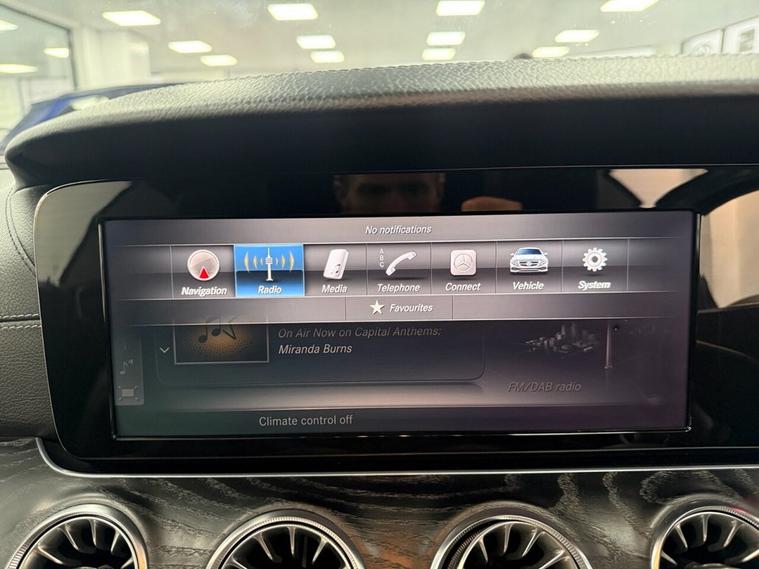 No notifications
Navigation Radio Media Telephone Connect Vehicle System
ABC
Favourites
On Air Now on Capital Anthems:
Miranda Burns
FM/DAB radio
Climate control off